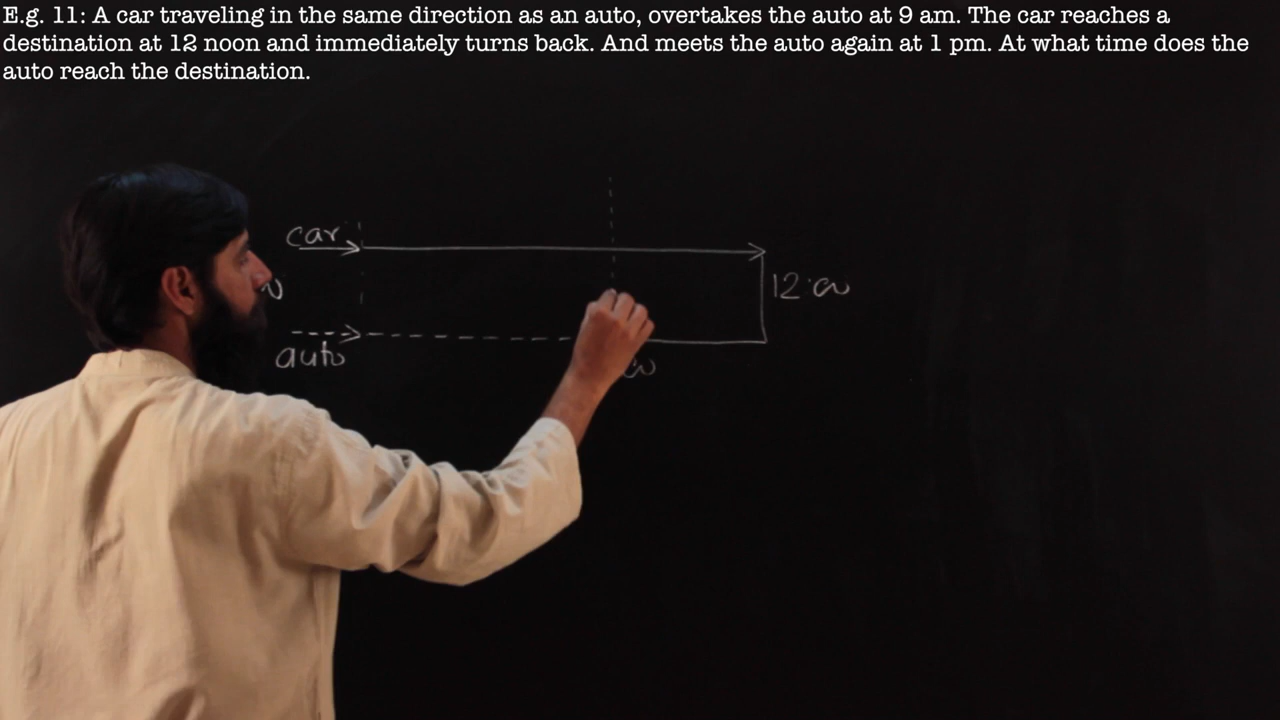 E.g. 11: A car traveling in the same direction as an auto, overtakes the auto at 9 am. The car reaches a
destination at 12 noon and immediately turns back. And meets the auto again at 1 pm. At what time does the
auto reach the destination.
car
12:00
auto